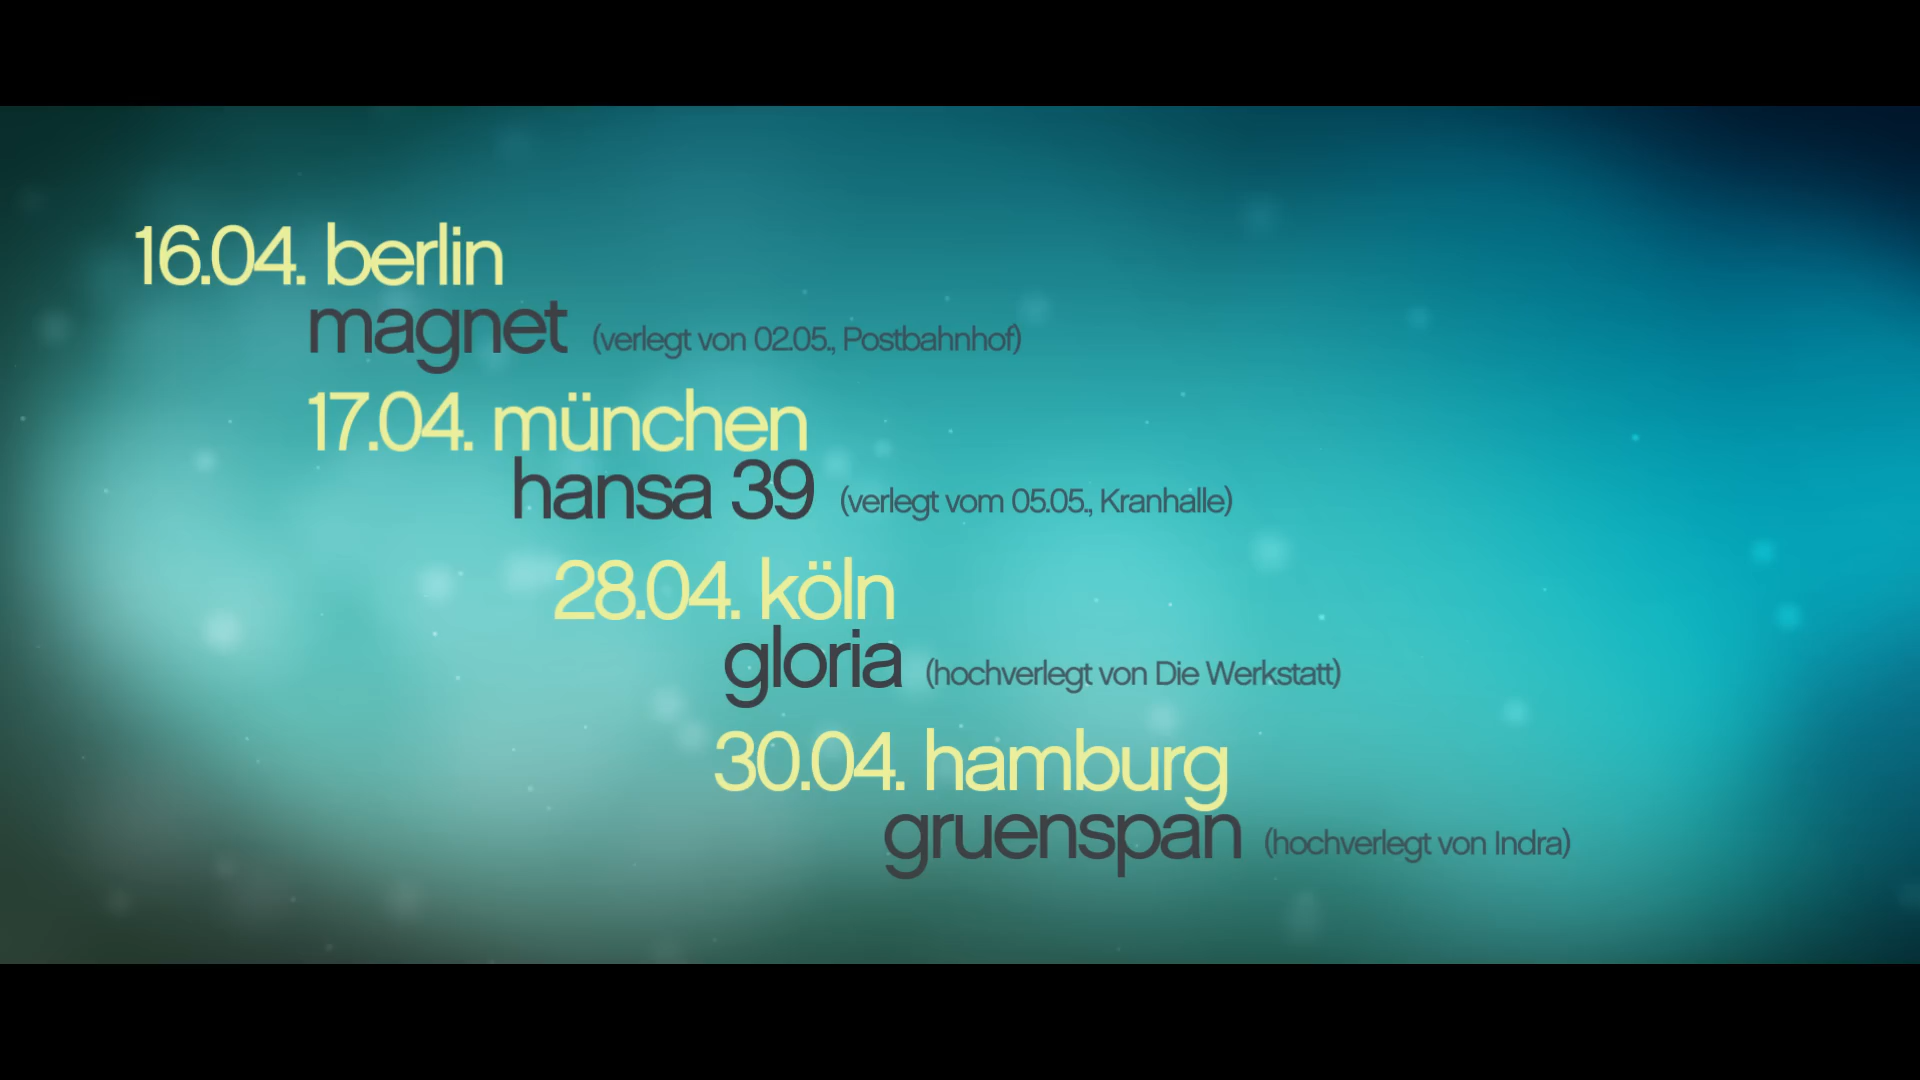 16.04. berlin
magnet (verlegt von 02.05., Postbahnhof)
17.04. münchen
hansa 39 (verlegt vom 05.05., Kranhalle)
28.04. köln
gloria (hochverlegt von Die Werkstatt)
30.04. hamburg
gruenspan (hochverlegt von Indra)